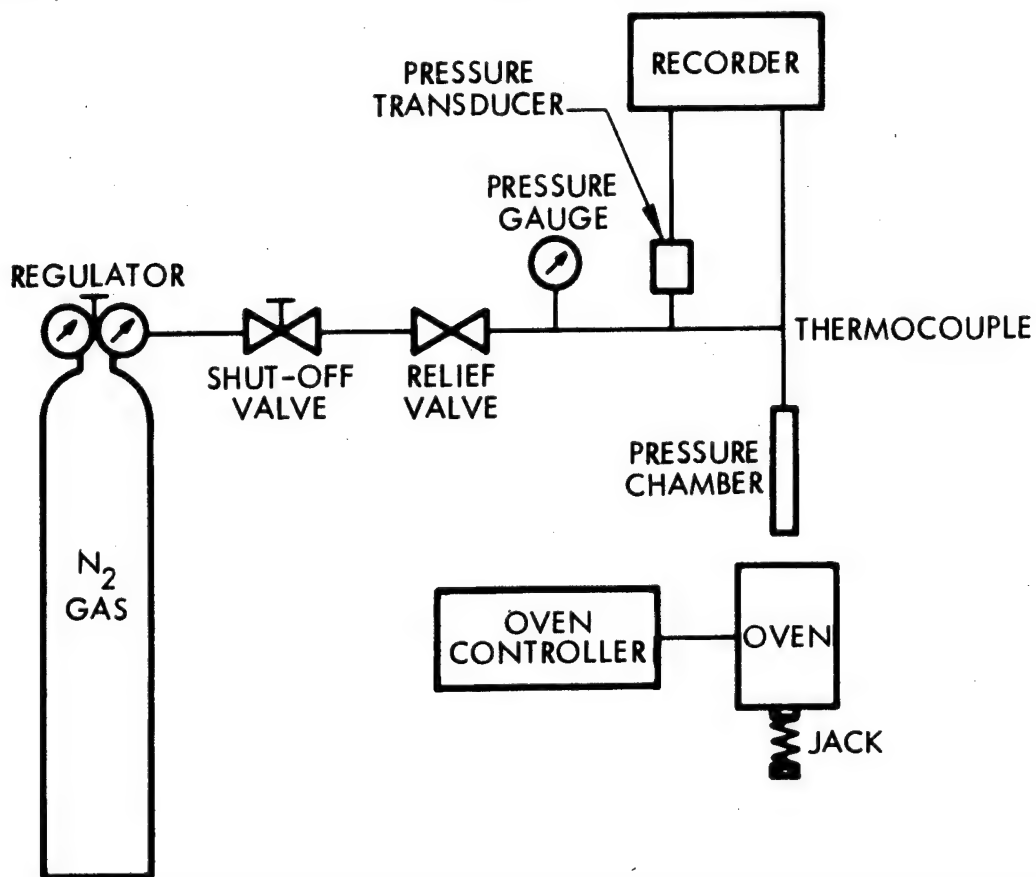 RECORDER
PRESSURE
TRANSDUCER
PRESSURE
GAUGE
REGULATOR
THERMOCOUPLE
SHUT-OFF
VALVE
RELIEF
VALVE
PRESSURE
CHAMBER
N2
GAS
OVEN
CONTROLLER
OVEN
JACK